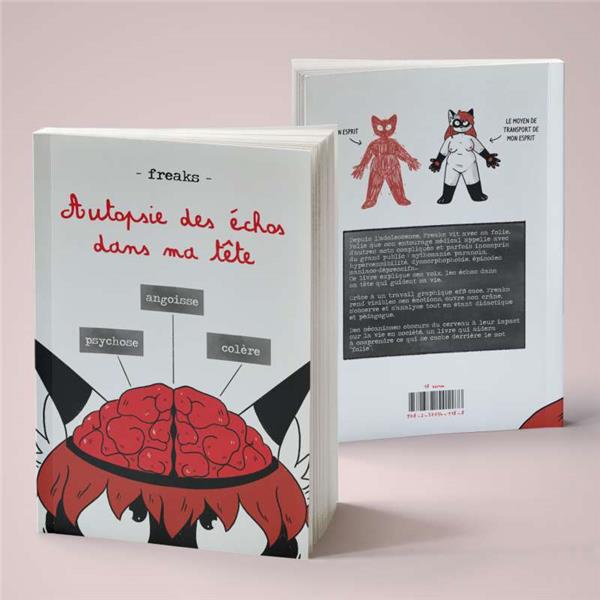 - freaks -
Autopsie des échos
dans ma tête
angoisse
psychose
colère
ESPRIT
LE MOYEN DE
TRANSPORT DE
MON ESPRIT
Depuis l'adolescence, Freaks vit avec sa folie.
Folie que son entourage médical appelle avec
d'autres mots compliqués et parfois incompris
du grand public : mythomanie, paranoïa,
hypersensibilité, dysmorphophobie, épisodes
maniaco-dépressifs…
Ce livre explique ses voix, les échos dans
sa tête qui guident sa vie.
Grâce à un travail graphique efficace, Freaks
rend visibles ses émotions, ouvre son crâne,
s'observe et s'analyse tout en étant didactique
et pédagogue.
Des mécanismes obscurs du cerveau à leur impact
sur la vie en société, un livre qui aidera
à comprendre ce qui se cache derrière le mot
"folie".